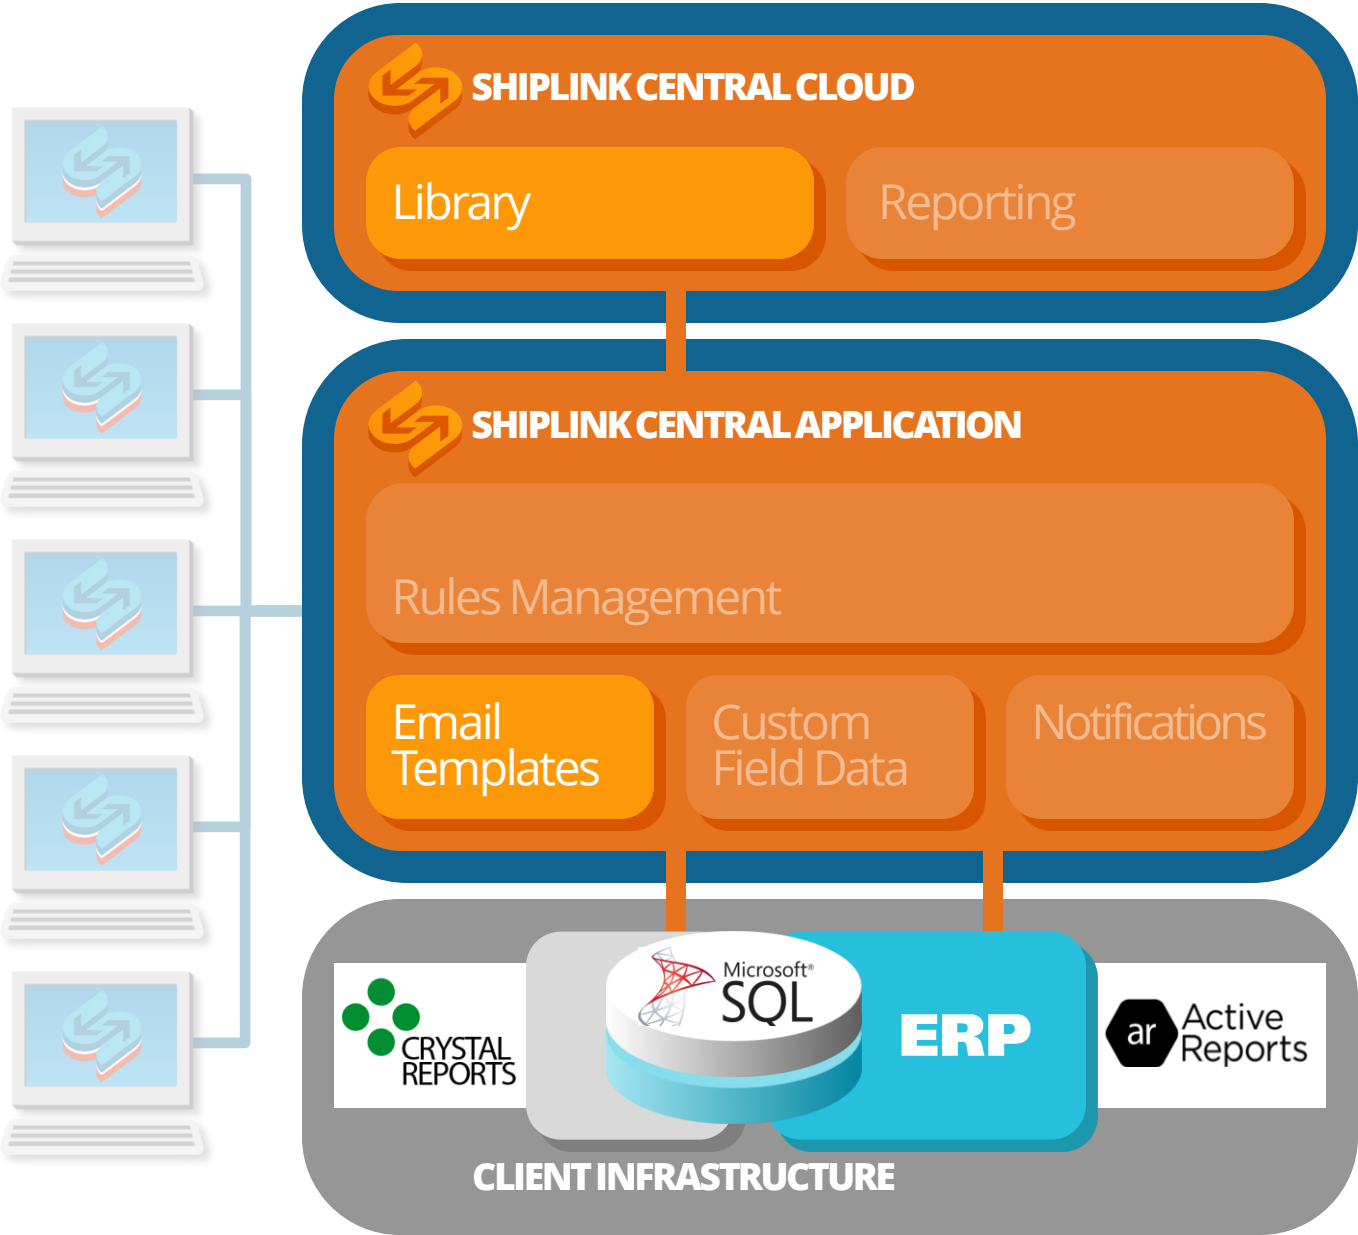 SHIPLINK CENTRAL CLOUD
Library
Reporting
SHIPLINK CENTRAL APPLICATION
Rules Management
Email
Templates
Custom
Field Data
Notifications
CRYSTAL
REPORTS
Microsoft®
SQL
ERP
ar
Active
Reports
CLIENT INFRASTRUCTURE